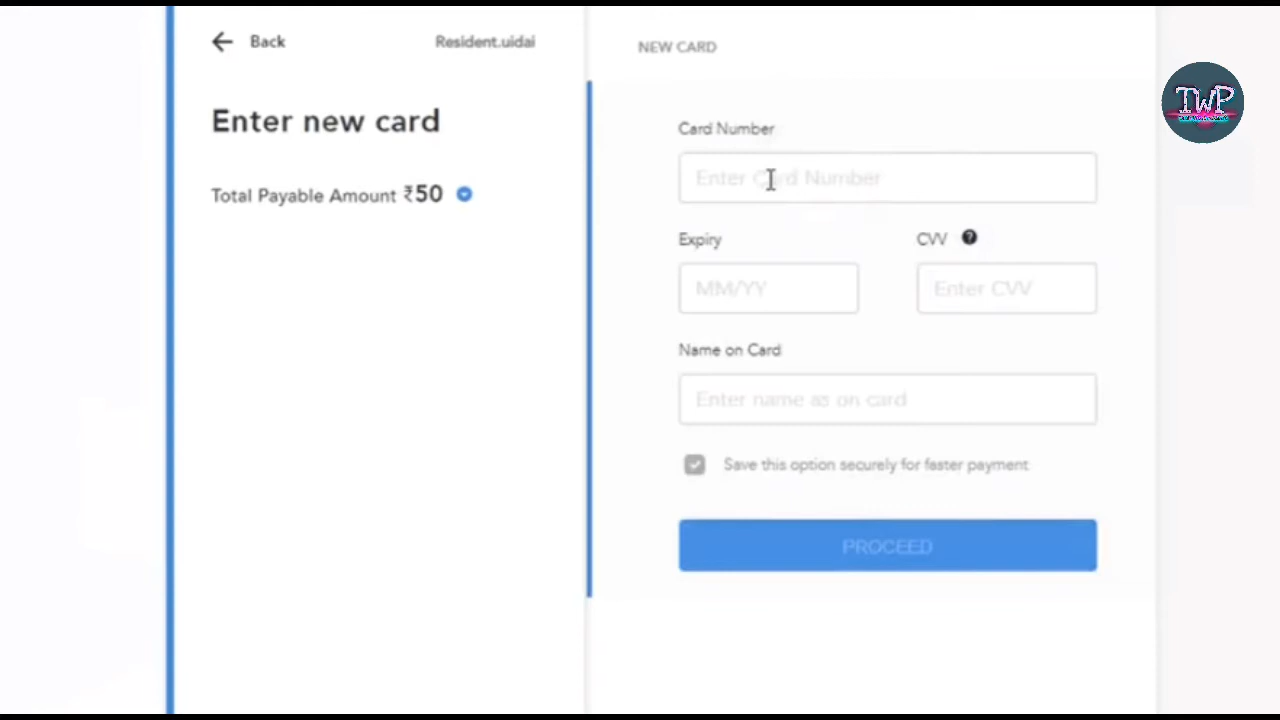 Back
Resident.uidai
Enter new card
Total Payable Amount ₹50
NEW CARD
Card Number
Enter Card Number
Expiry
CVV
MM/YY
Enter CVV
Name on Card
Enter name as on card
Save this option securely for faster payment
PROCEED
TWP